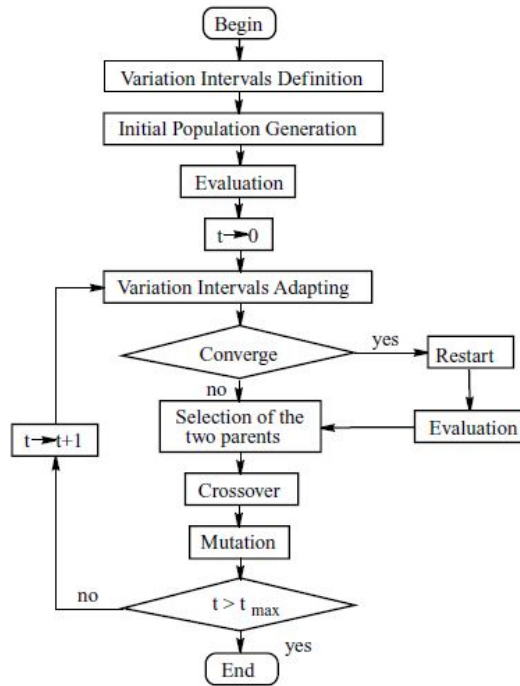 Begin
Variation Intervals Definition
Initial Population Generation
Evaluation
t→0
Variation Intervals Adapting
Converge
yes
Restart
no
Selection of the
two parents
Evaluation
t→t+1
Crossover
Mutation
no
t > t max
yes
End